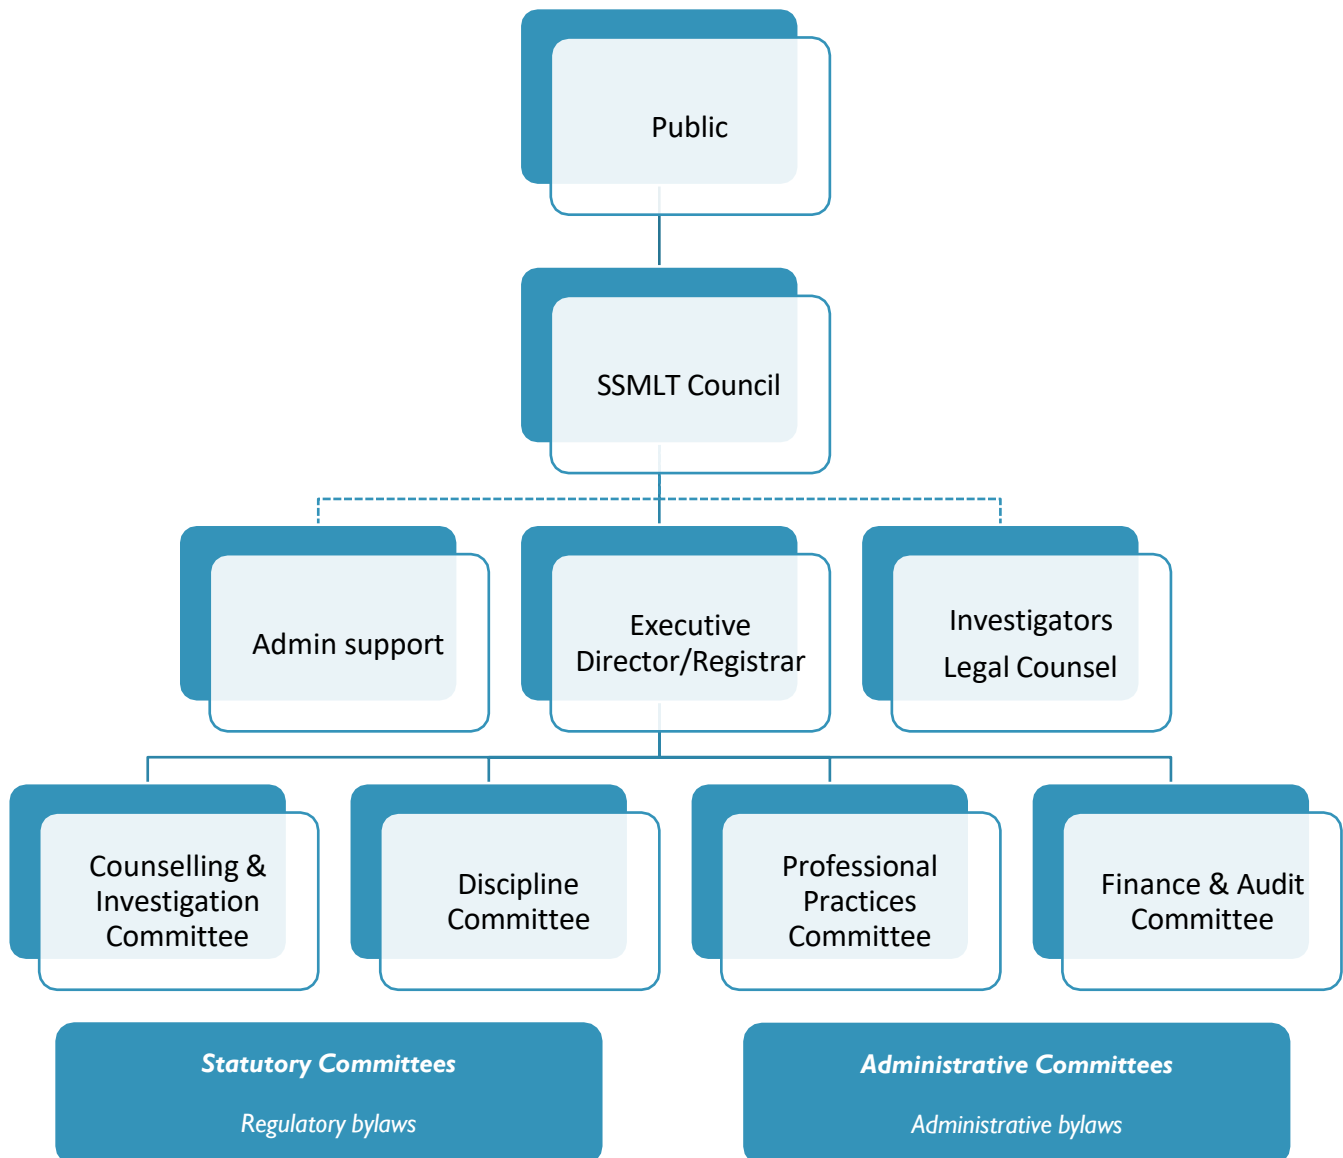 Public
SSMLT Council
Admin support
Executive
Director/Registrar
Investigators
Legal Counsel
Counselling &
Investigation
Committee
Discipline
Committee
Professional
Practices
Committee
Finance & Audit
Committee
Statutory Committees
Regulatory bylaws
Administrative Committees
Administrative bylaws